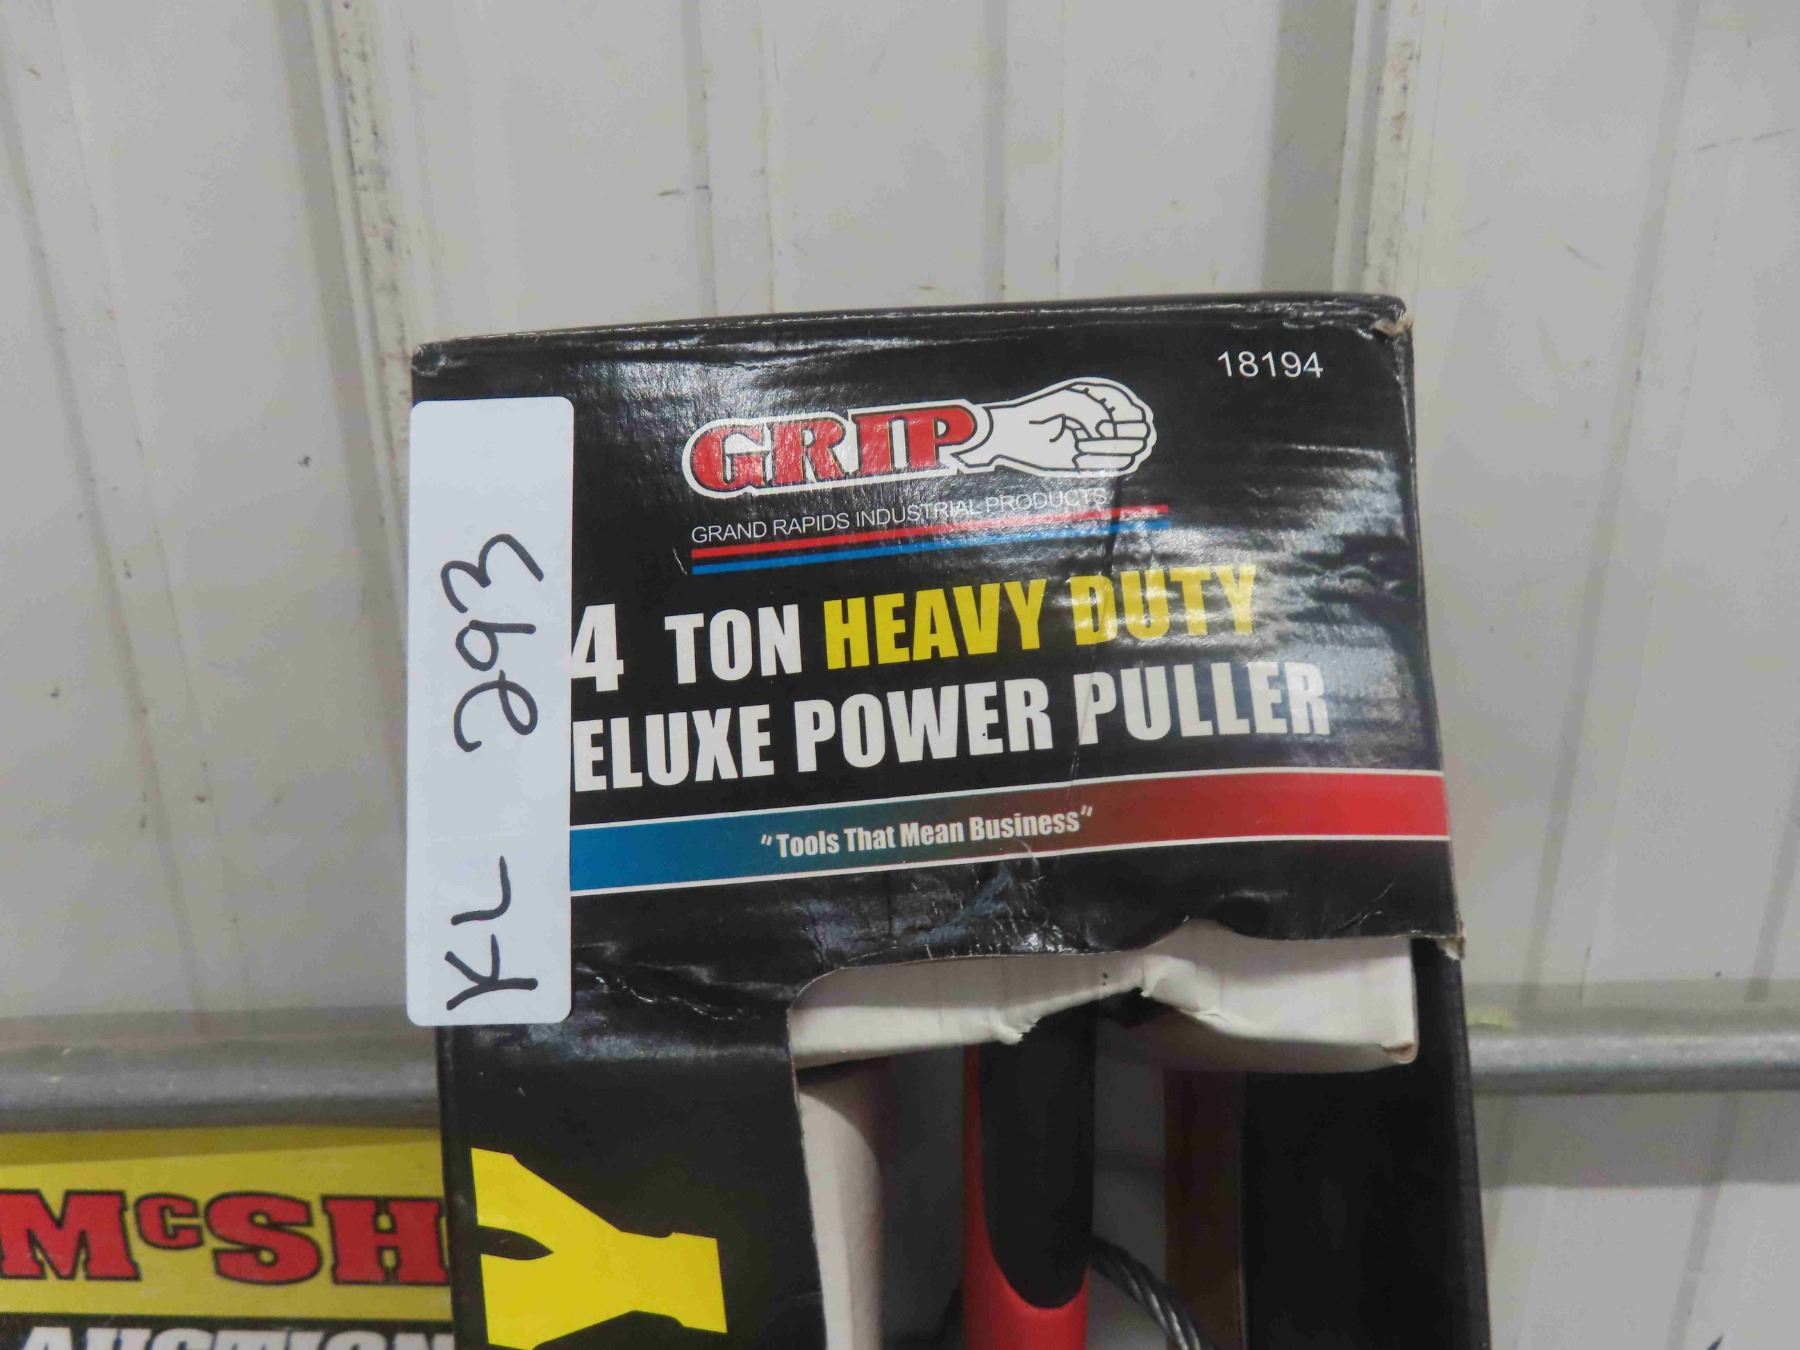 18194
GRIP
GRAND RAPIDS INDUSTRIAL PRODUCTS
4 TON HEAVY DUTY
ELUXE POWER PULLER
"Tools That Mean Business"
KL 293
McSH
AUCTION